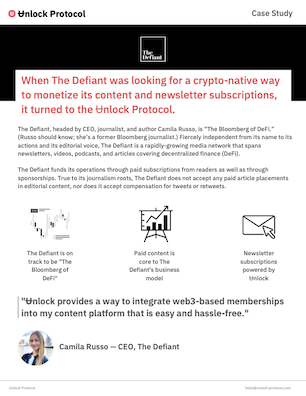 Ʉnlock Protocol
Case Study
The
Defiant
When The Defiant was looking for a crypto-native way
to monetize its content and newsletter subscriptions,
it turned to the Ʉnlock Protocol.
The Defiant, headed by CEO, journalist, and author Camila Russo, is "The Bloomberg of DeFi."
(Russo should know; she's a former Bloomberg journalist.) Fiercely independent from its name to its
actions and its editorial voice, The Defiant is a rapidly-growing media network that spans
newsletters, videos, podcasts, and articles covering decentralized finance (DeFi).
The Defiant funds its operations through paid subscriptions from readers as well as through
sponsorships. True to its journalism roots, The Defiant does not accept any paid article placements
in editorial content, nor does it accept compensation for tweets or retweets.
The Defiant is on
track to be "The
Bloomberg of
DeFi"
Paid content is
core to The
Defiant's business
model
Newsletter
subscriptions
powered by
Ʉnlock
"Ʉnlock provides a way to integrate web3-based memberships
into my content platform that is easy and hassle-free."
Camila Russo — CEO, The Defiant
Unlock Protocol
hello@unlock-protocol.com